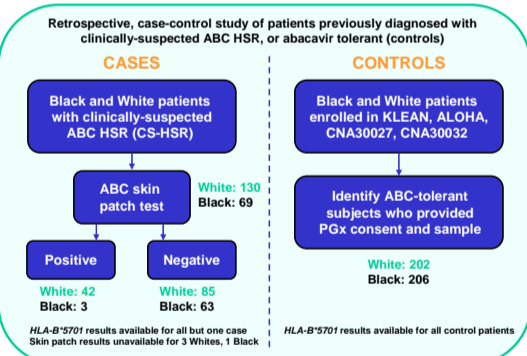 Retrospective, case-control study of patients previously diagnosed with
clinically-suspected ABC HSR, or abacavir tolerant (controls)
CASES
Black and White patients
with clinically-suspected
ABC HSR (CS-HSR)
ABC skin
patch test
White: 130
Black: 69
Positive
Negative
White: 42
Black: 3
White: 85
Black: 63
HLA-B*5701 results available for all but one case
Skin patch results unavailable for 3 Whites, 1 Black
CONTROLS
Black and White patients
enrolled in KLEAN, ALOHA,
CNA30027, CNA30032
Identify ABC-tolerant
subjects who provided
PGx consent and sample
White: 202
Black: 206
HLA-B*5701 results available for all control patients